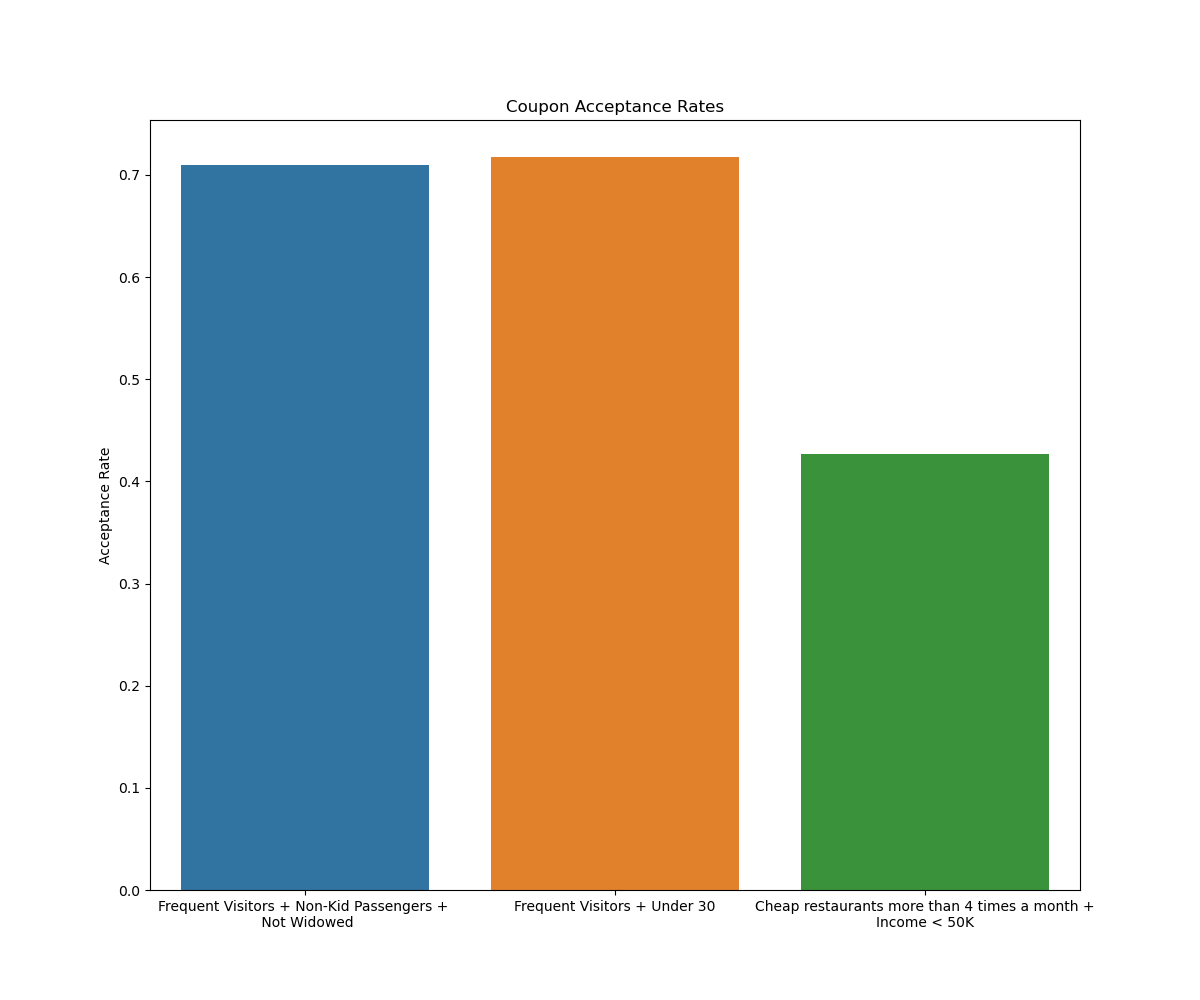 Coupon Acceptance Rates
Acceptance Rate
0.7
0.6
0.5
0.4
0.3
0.2
0.1
0.0
Frequent Visitors + Non-Kid Passengers +
Not Widowed
Frequent Visitors + Under 30
Cheap restaurants more than 4 times a month +
Income < 50K